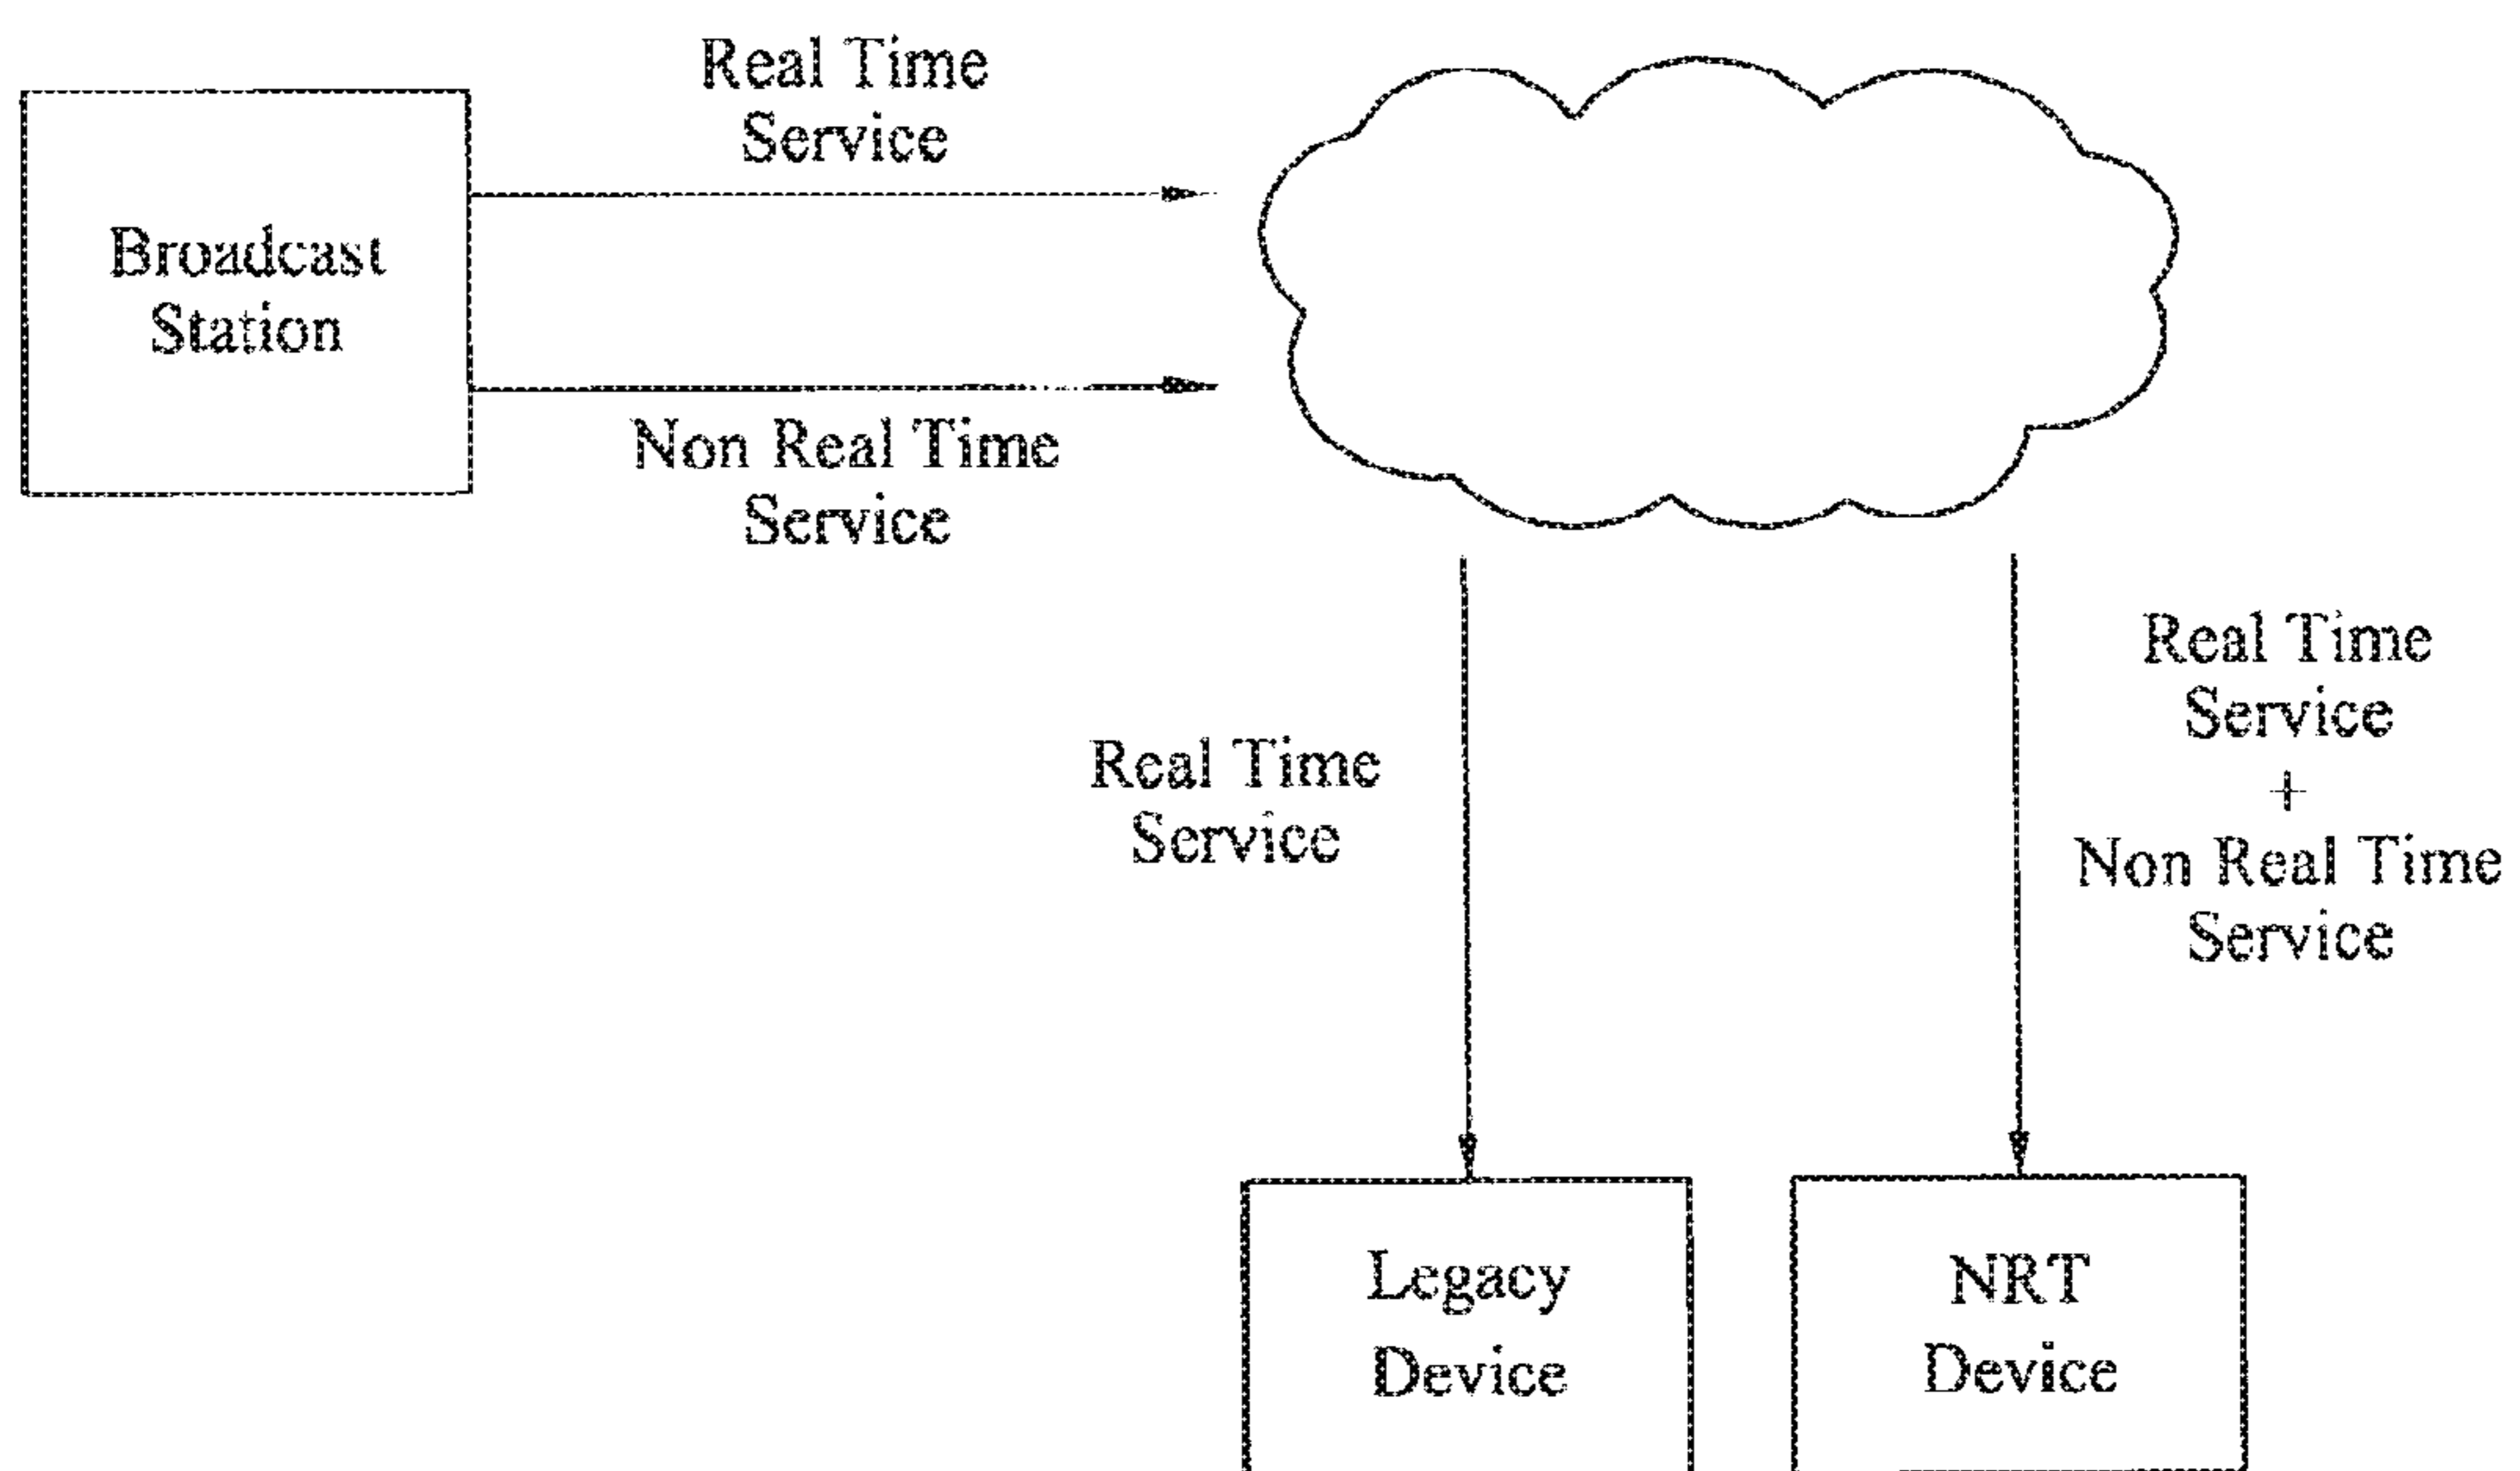 Real Time
Service
Broadcast
Station
Non Real Time
Service
Real Time
Service
Real Time
Service
+
Non Real Time
Service
Legacy
Device
NRT
Device